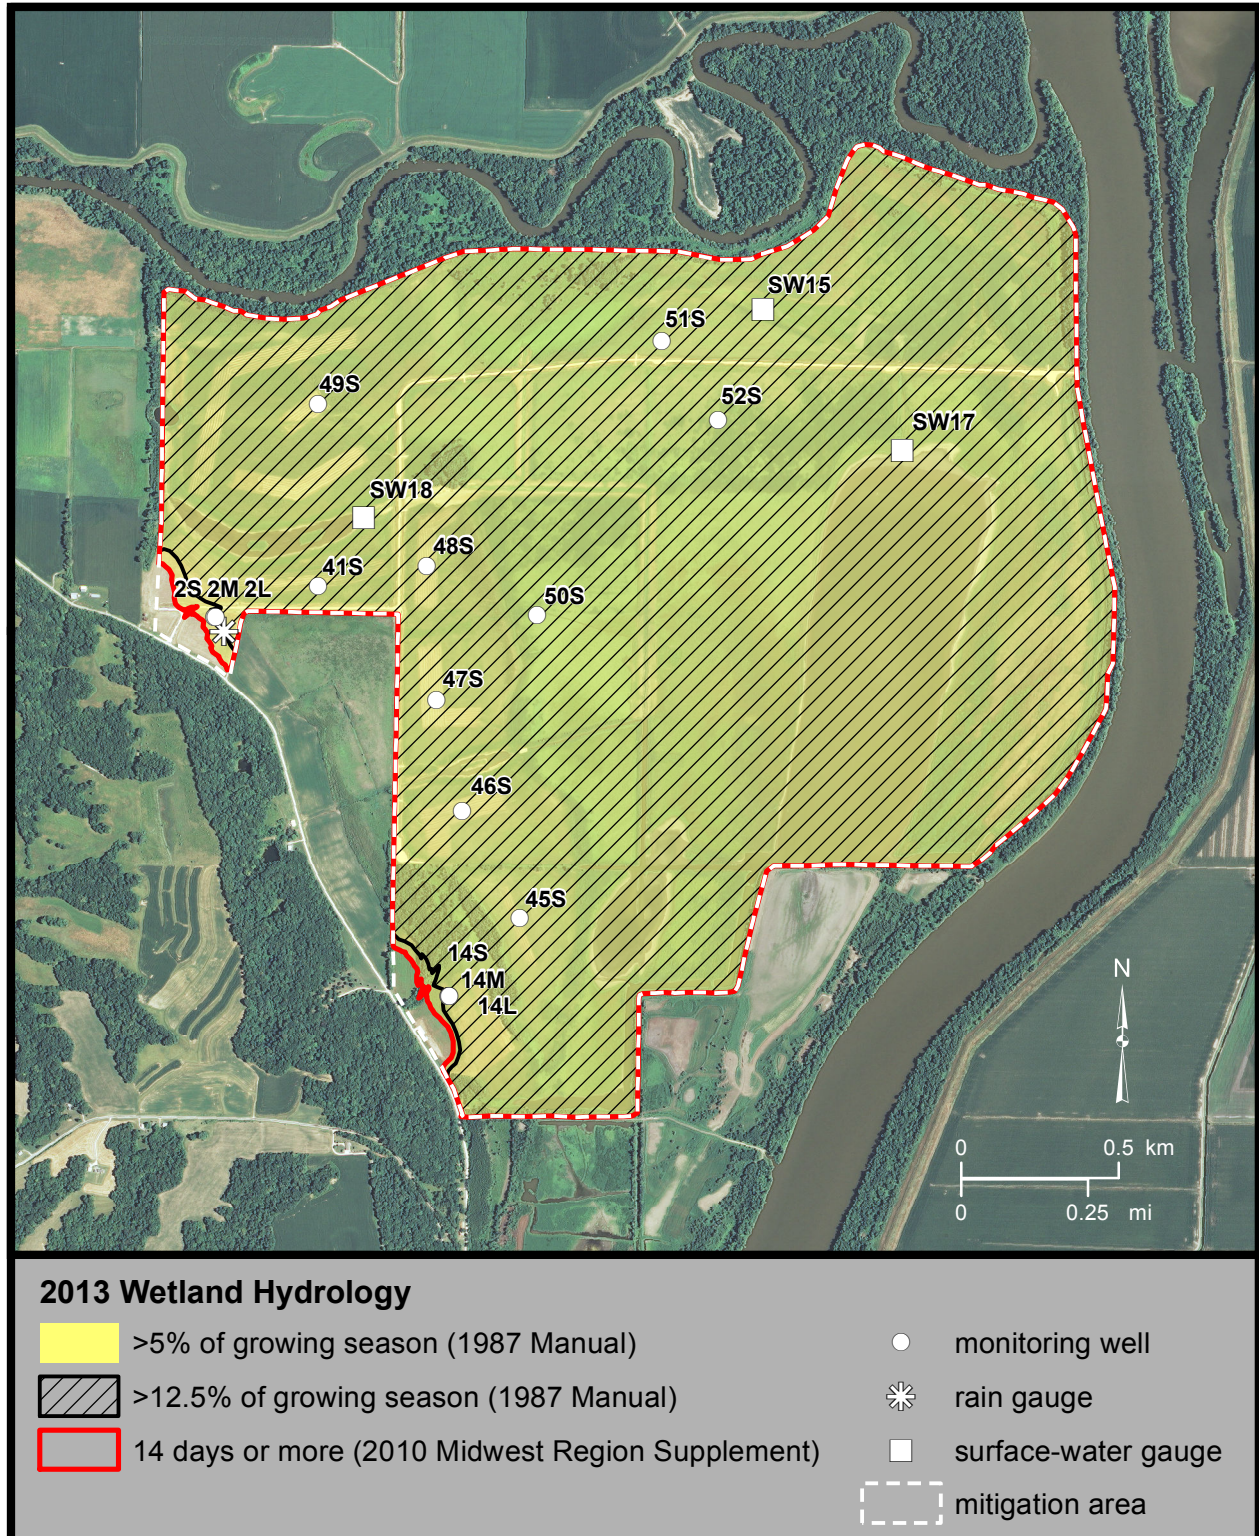 SW15
51S
49S
52S
SW17
SW18
48S
41S
2S 2M 2L
50S
47S
46S
45S
14S
14M
14L
N
0 0.5 km
0 0.25 mi
2013 Wetland Hydrology
>5% of growing season (1987 Manual)
>12.5% of growing season (1987 Manual)
14 days or more (2010 Midwest Region Supplement)
monitoring well
rain gauge
surface-water gauge
mitigation area